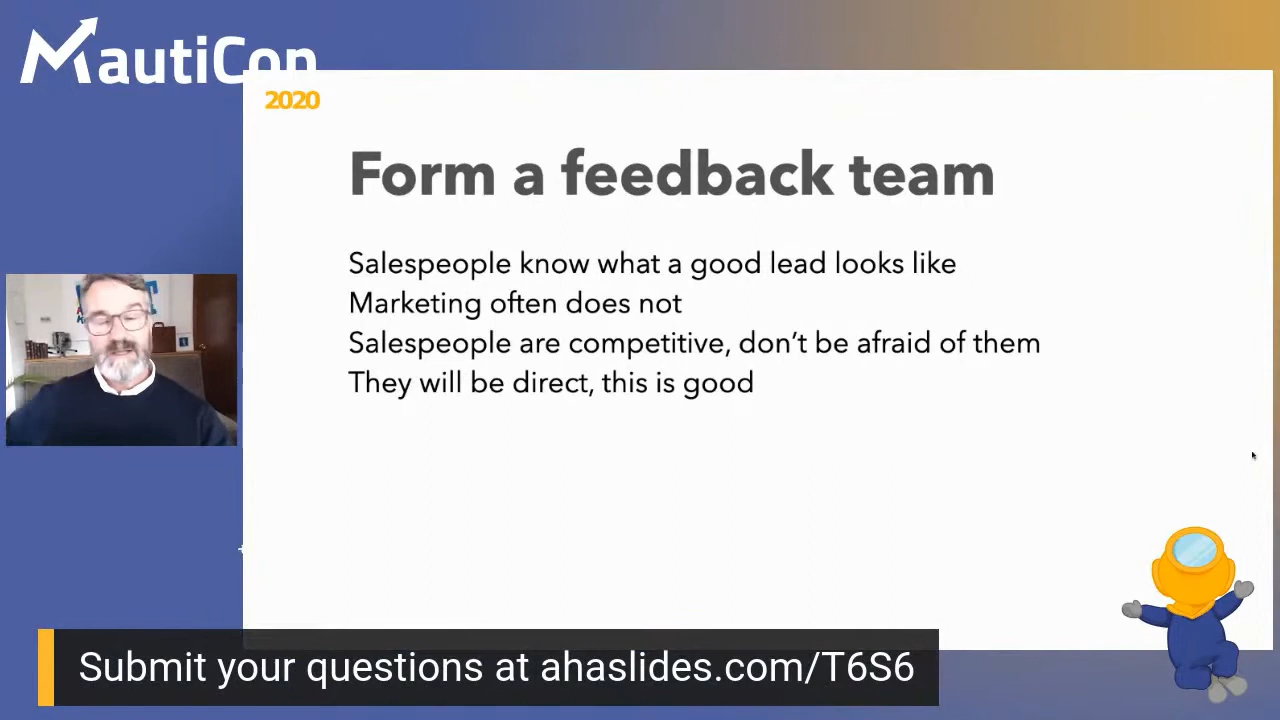 MautiCon
2020
Form a feedback team
Salespeople know what a good lead looks like
Marketing often does not
Salespeople are competitive, don’t be afraid of them
They will be direct, this is good
Submit your questions at ahaslides.com/T6S6